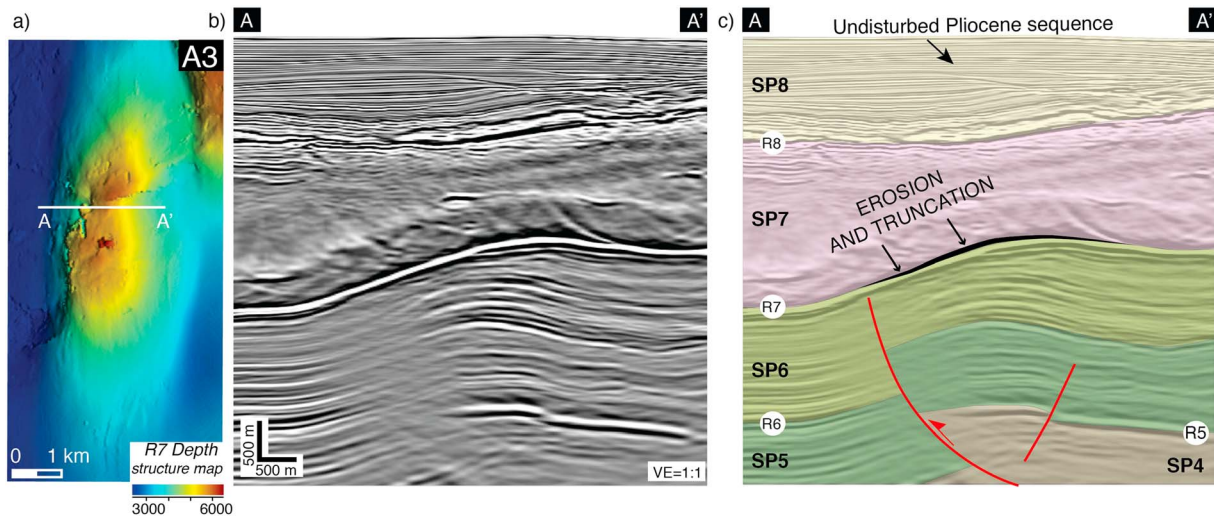 a)
A3
A
A'
0
1 km
R7 Depth
structure map
3000
6000
b)
A
A'
500 m
500 m
VE=1:1
c)
A
A'
Undisturbed Pliocene sequence
SP8
R8
SP7
EROSION
AND TRUNCATION
R7
SP6
R6
R5
SP5
SP4